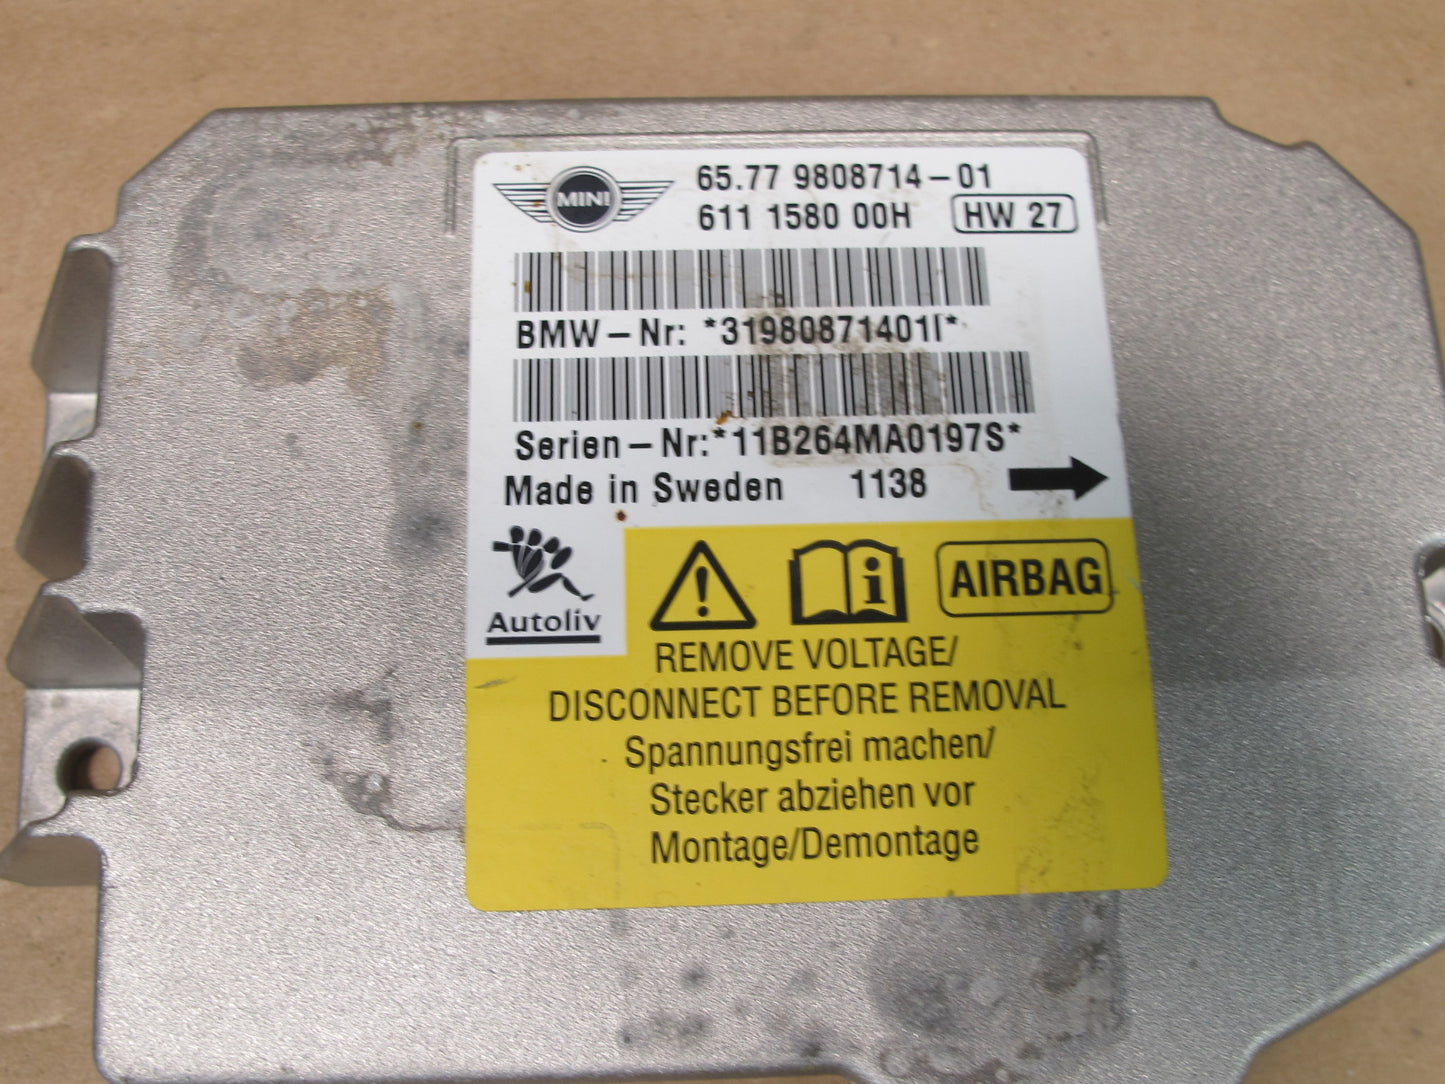 MINI
65.77 9808714-01
611 1580 00H HW 27
BMW-Nr: *31980871401I*
Serien-Nr:*11B264MA0197S*
Made in Sweden 1138
Autoliv
AIRBAG
REMOVE VOLTAGE/
DISCONNECT BEFORE REMOVAL
Spannungsfrei machen/
Stecker abziehen vor
Montage/Demontage